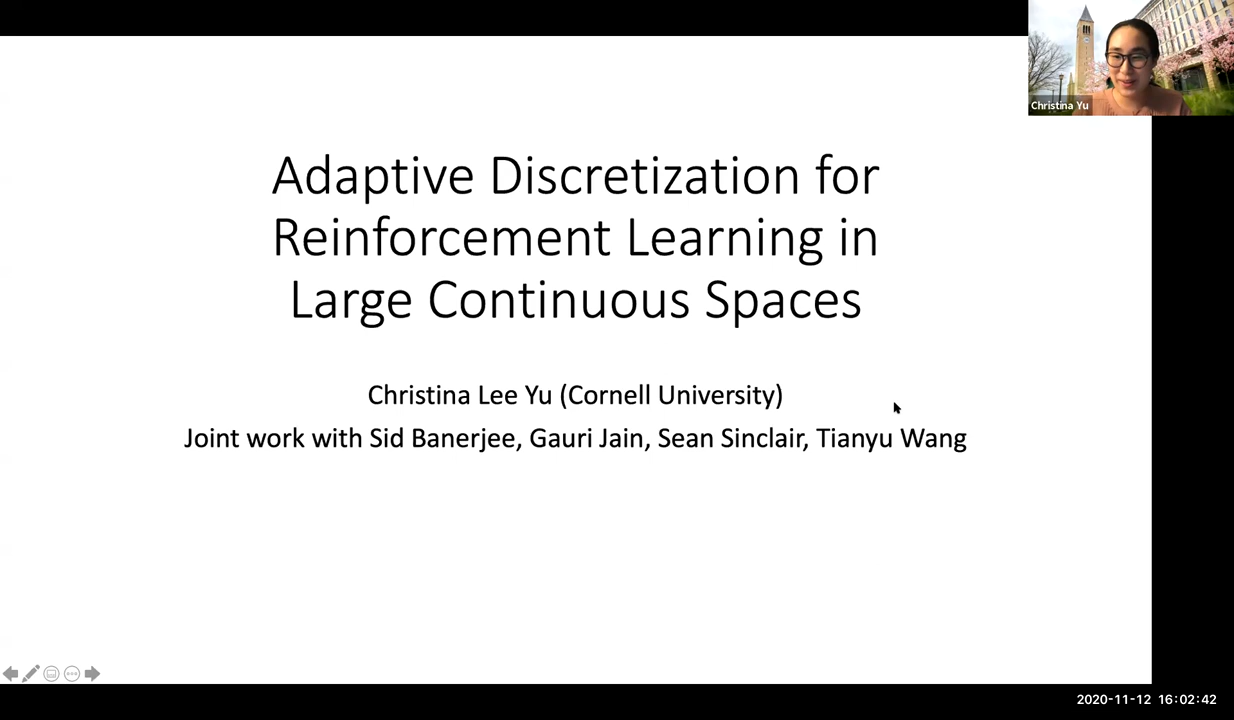 Christina Yu
Adaptive Discretization for
Reinforcement Learning in
Large Continuous Spaces
Christina Lee Yu (Cornell University)
Joint work with Sid Banerjee, Gauri Jain, Sean Sinclair, Tianyu Wang
2020-11-12 16:02:42